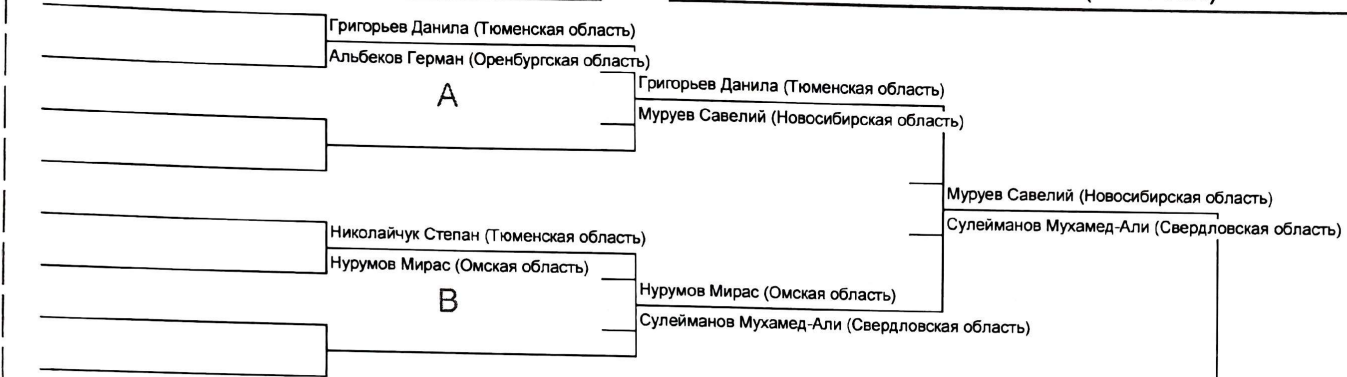 Григорьев Данила (Тюменская область)
Альбеков Герман (Оренбургская область)
A
Григорьев Данила (Тюменская область)
Муруев Савелий (Новосибирская область)
Муруев Савелий (Новосибирская область)
Сулейманов Мухамед-Али (Свердловская область)
Николайчук Степан (Тюменская область)
Нурумов Мирас (Омская область)
B
Нурумов Мирас (Омская область)
Сулейманов Мухамед-Али (Свердловская область)